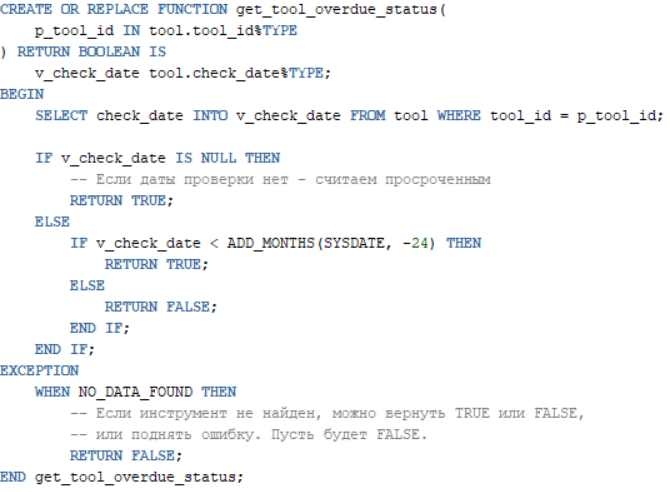 CREATE OR REPLACE FUNCTION get_tool_overdue_status(
    p_tool_id IN tool.tool_id%TYPE
) RETURN BOOLEAN IS
    v_check_date tool.check_date%TYPE;
BEGIN
    SELECT check_date INTO v_check_date FROM tool WHERE tool_id = p_tool_id;

    IF v_check_date IS NULL THEN
        -- Если даты проверки нет - считаем просроченным
        RETURN TRUE;
    ELSE
        IF v_check_date < ADD_MONTHS(SYSDATE, -24) THEN
            RETURN TRUE;
        ELSE
            RETURN FALSE;
        END IF;
    END IF;
EXCEPTION
    WHEN NO_DATA_FOUND THEN
        -- Если инструмент не найден, можно вернуть TRUE или FALSE,
        -- или поднять ошибку. Пусть будет FALSE.
        RETURN FALSE;
END get_tool_overdue_status;